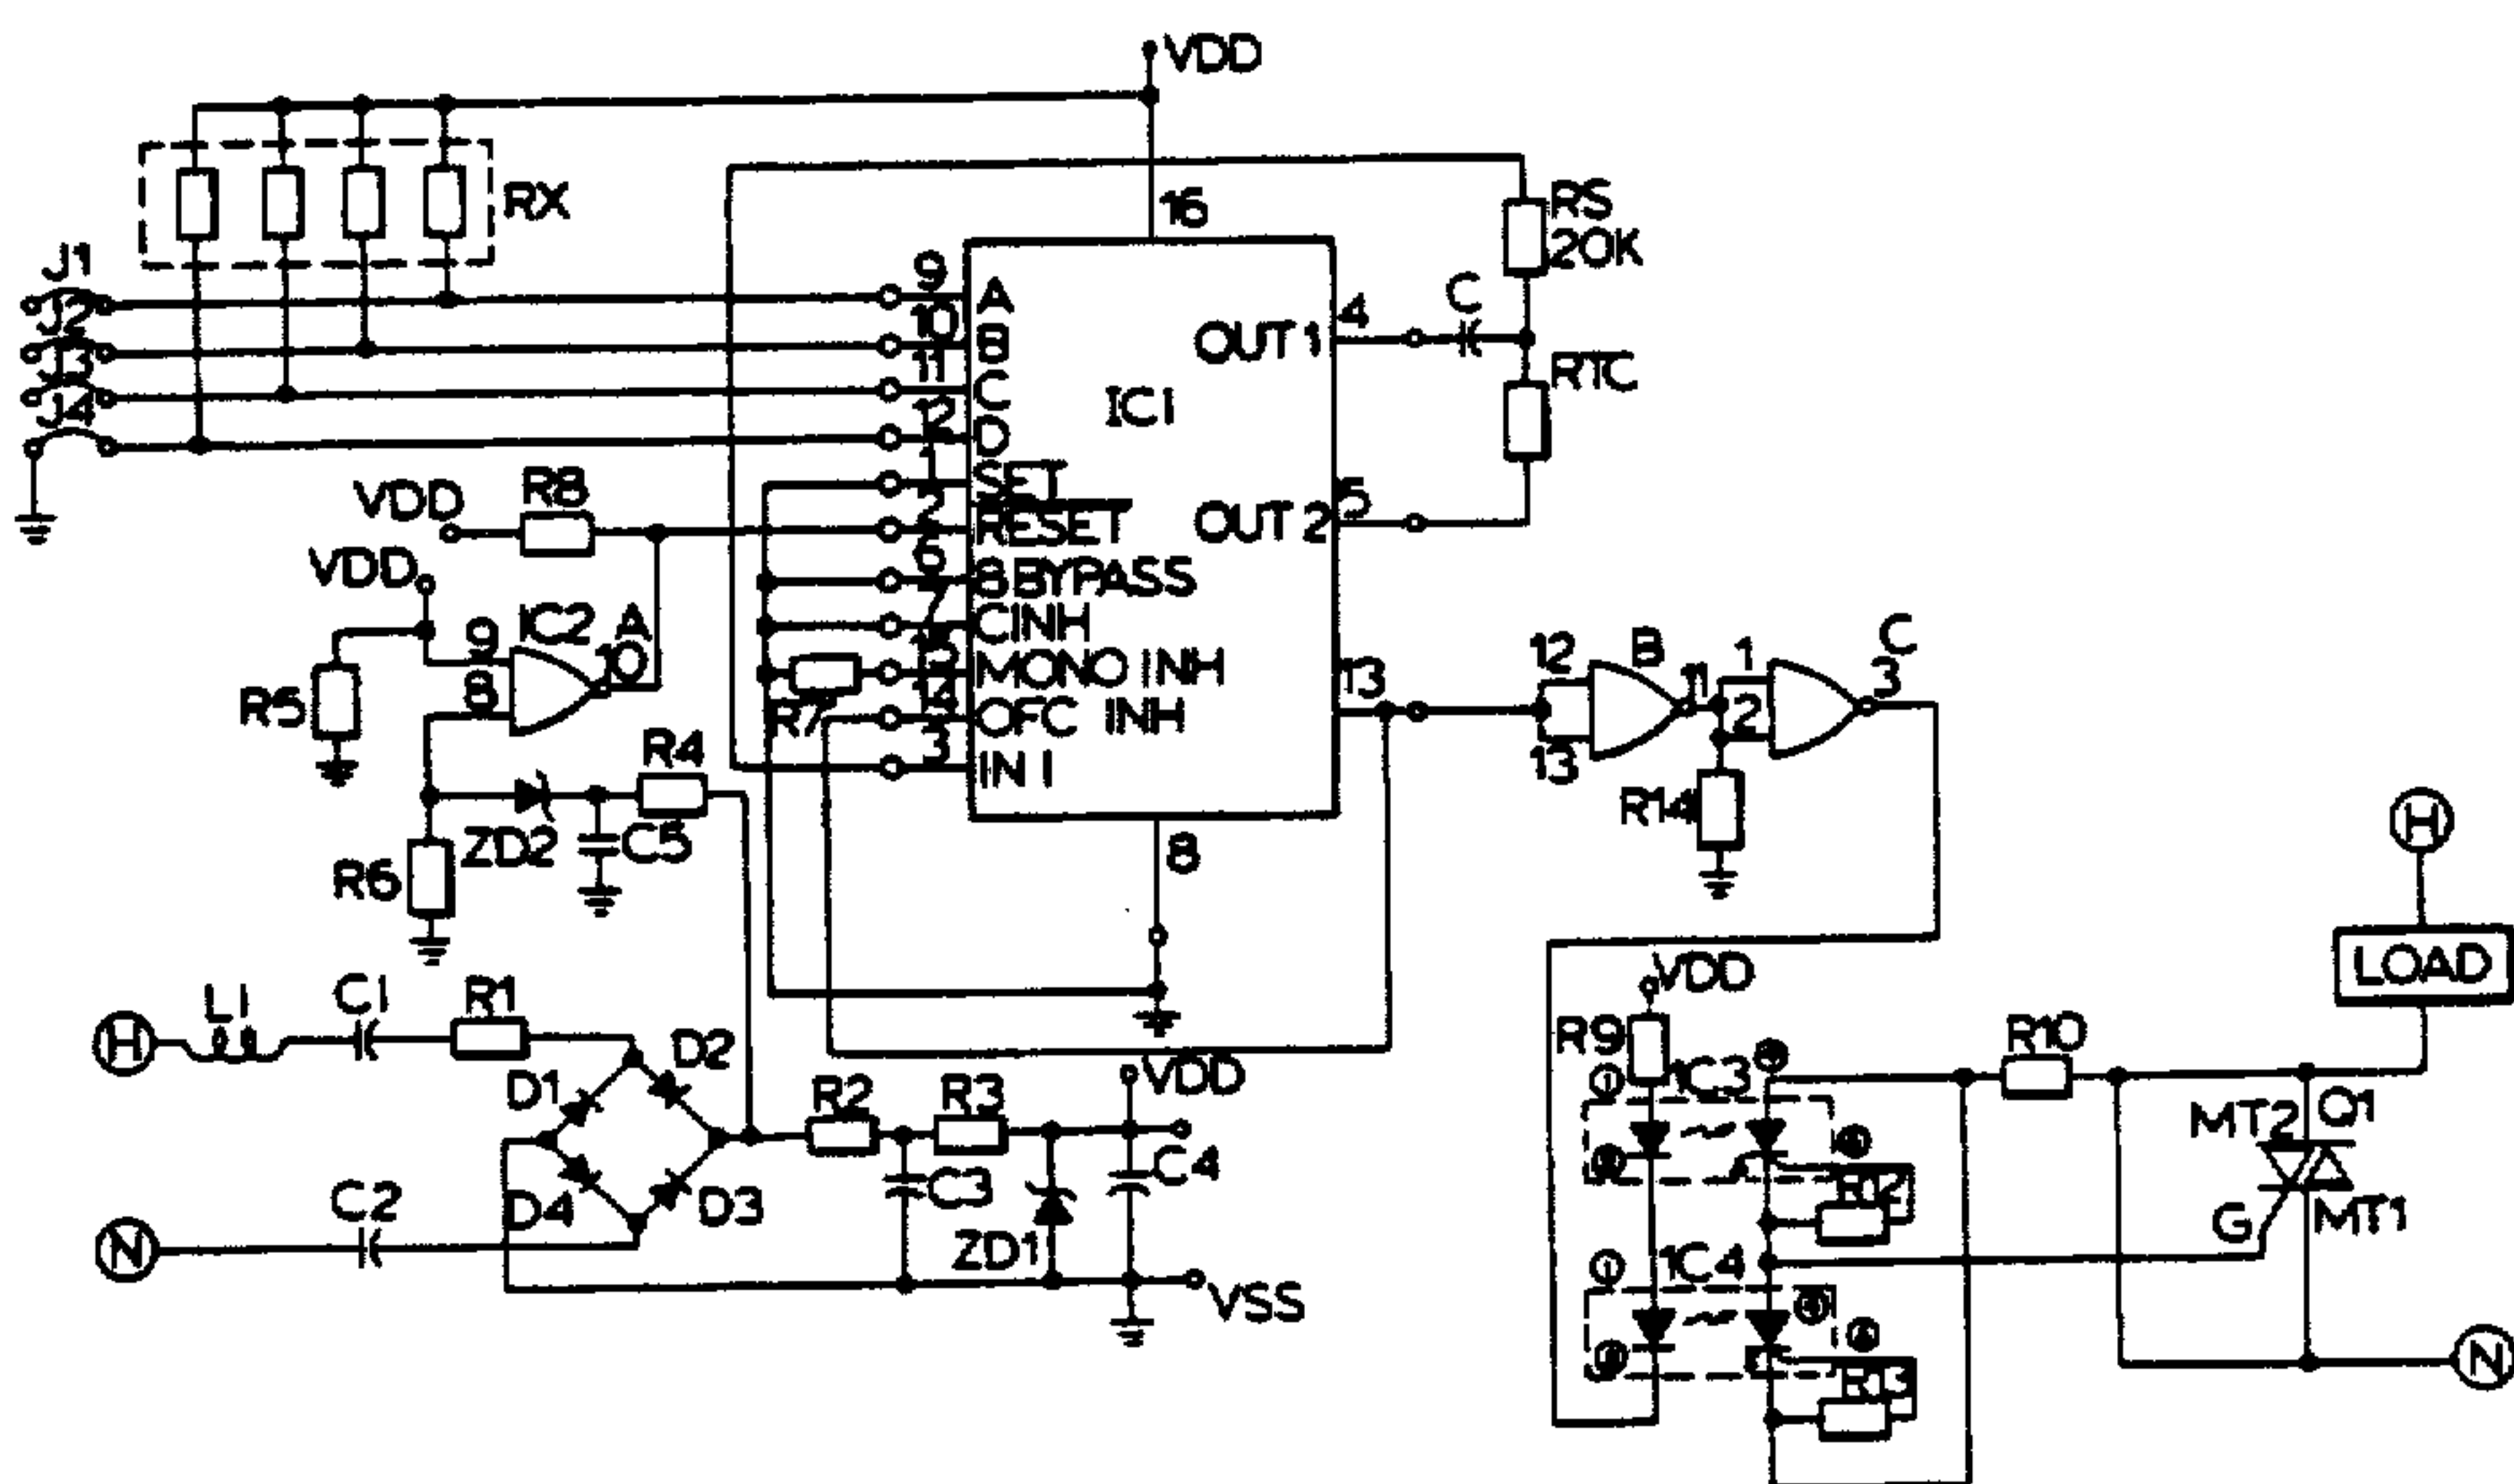 VDD
RX
16
RS
20K
J1
J2
J3
J4
9
A
10
B
11
C
12
D
1
SET
2
RESET
6
8 BYPASS
7
CINH
MONO INH
14
OFC INH
3
IN 1
IC1
OUT 1
4
C
RTC
OUT 2
5
13
8
VDD
R8
VDD
IC2 A
9
8
10
R5
R7
R4
ZD2
C5
R6
12
B
11
13
1
2
C
3
R14
H
LOAD
H
L1
C1
R1
D1
D2
D4
D3
R2
R3
VDD
C3
C4
ZD1
VSS
N
C2
VDD
R9
1
IC3
R10
R12
MT2
Q1
G
MT1
1
IC4
R13
N